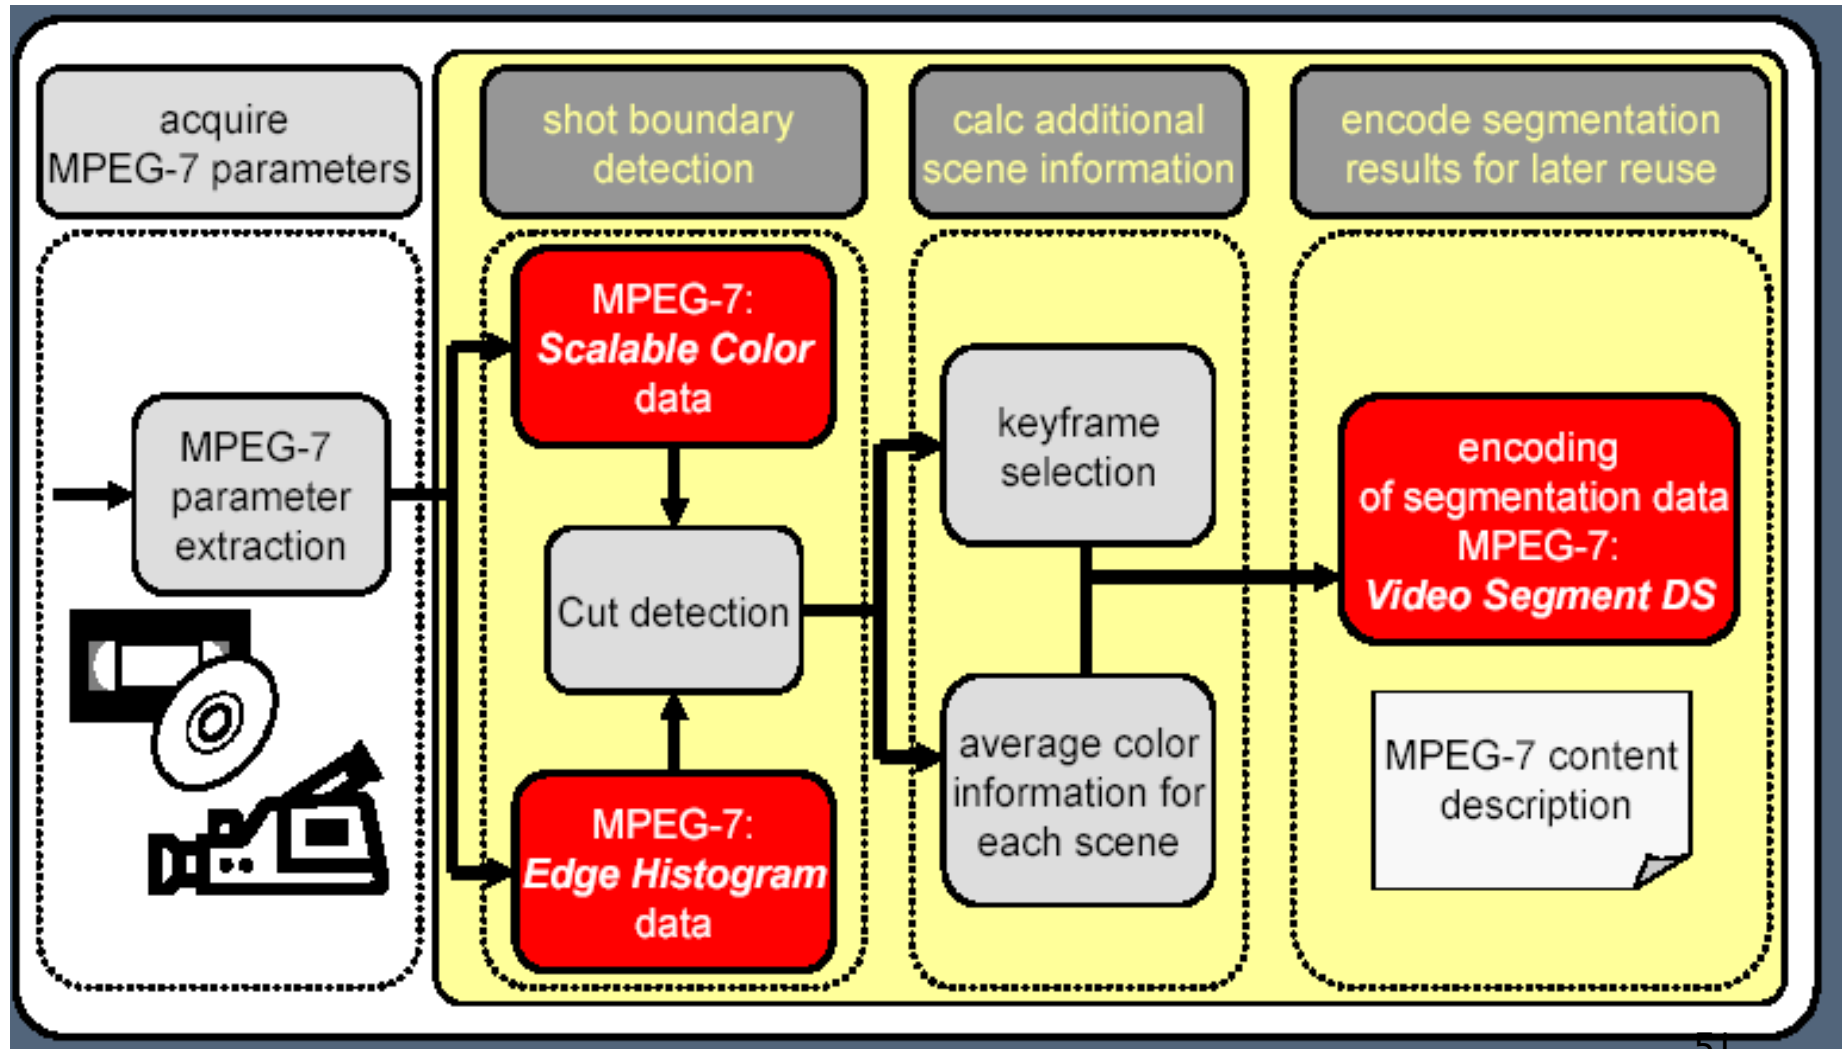 acquire
MPEG-7 parameters
shot boundary
detection
calc additional
scene information
encode segmentation
results for later reuse
MPEG-7
parameter
extraction
MPEG-7:
Scalable Color
data
Cut detection
MPEG-7:
Edge Histogram
data
keyframe
selection
average color
information for
each scene
encoding
of segmentation data
MPEG-7:
Video Segment DS
MPEG-7 content
description
51